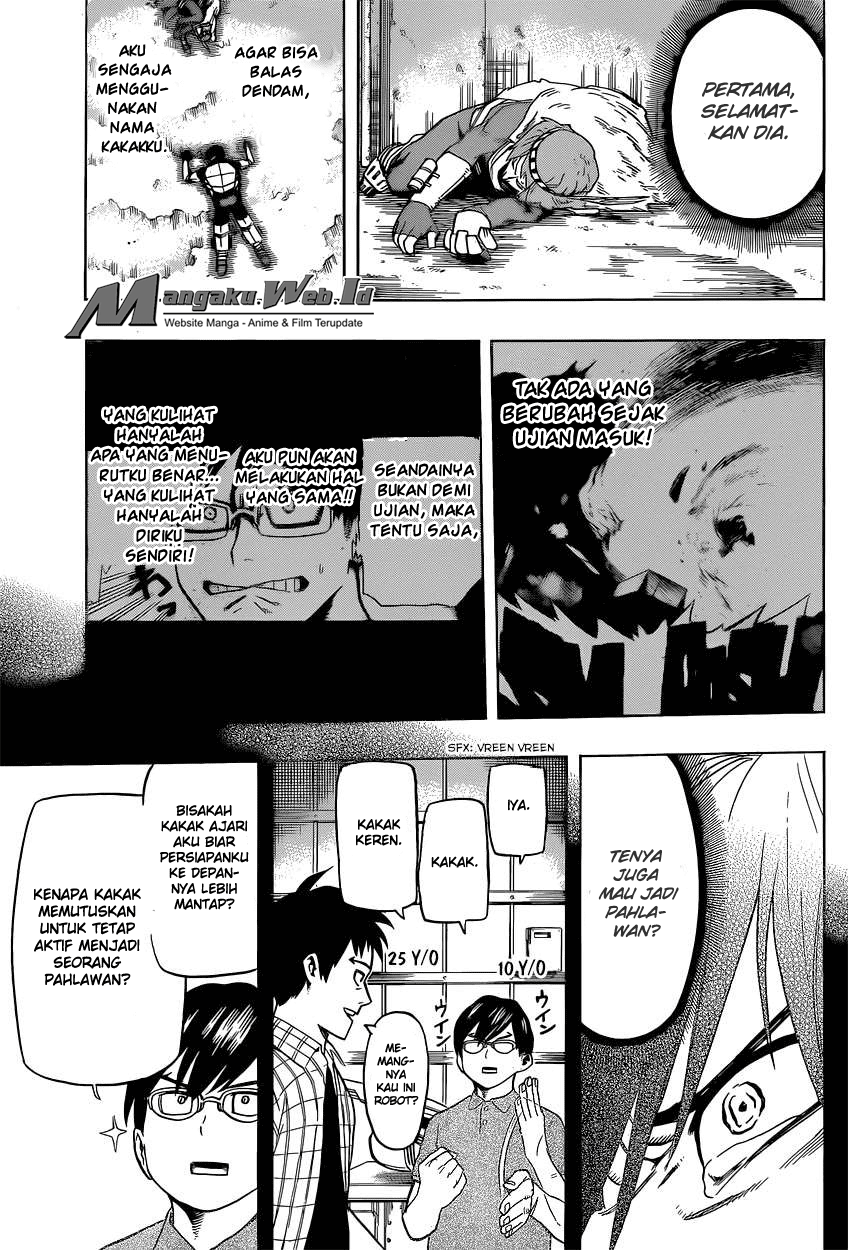 PERTAMA,
SELAMAT-
KAN DIA.
AGAR BISA
BALAS
DENDAM,
AKU
SENGAJA
MENGGU-
NAKAN
NAMA
KAKAKKU.
Mangaku.Web.Id
Website Manga - Anime & Film Terupdate
TAK ADA YANG
BERUBAH SEJAK
UJIAN MASUK!
SEANDAINYA
BUKAN DEMI
UJIAN, MAKA
TENTU SAJA,
AKU PUN AKAN
MELAKUKAN HAL
YANG SAMA!!
YANG KULIHAT
HANYALAH
APA YANG MENU-
RUTKU BENAR...
YANG KULIHAT
HANYALAH
DIRIKU
SENDIRI!
わっ
SFX: VREEN VREEN
TENYA
JUGA
MAU JADI
PAHLA-
WAN?
IYA.
KAKAK.
KAKAK
KEREN.
25 Y/O
10 Y/O
ウイン
ウイン
ME-
MANG-
NYA
KAU INI
ROBOT?
BISAKAH
KAKAK AJARI
AKU BIAR
PERSIAPANKU
KE DEPAN-
NYA LEBIH
MANTAP?
KENAPA KAKAK
MEMUTUSKAN
UNTUK TETAP
AKTIF MENJADI
SEORANG
PAHLAWAN?